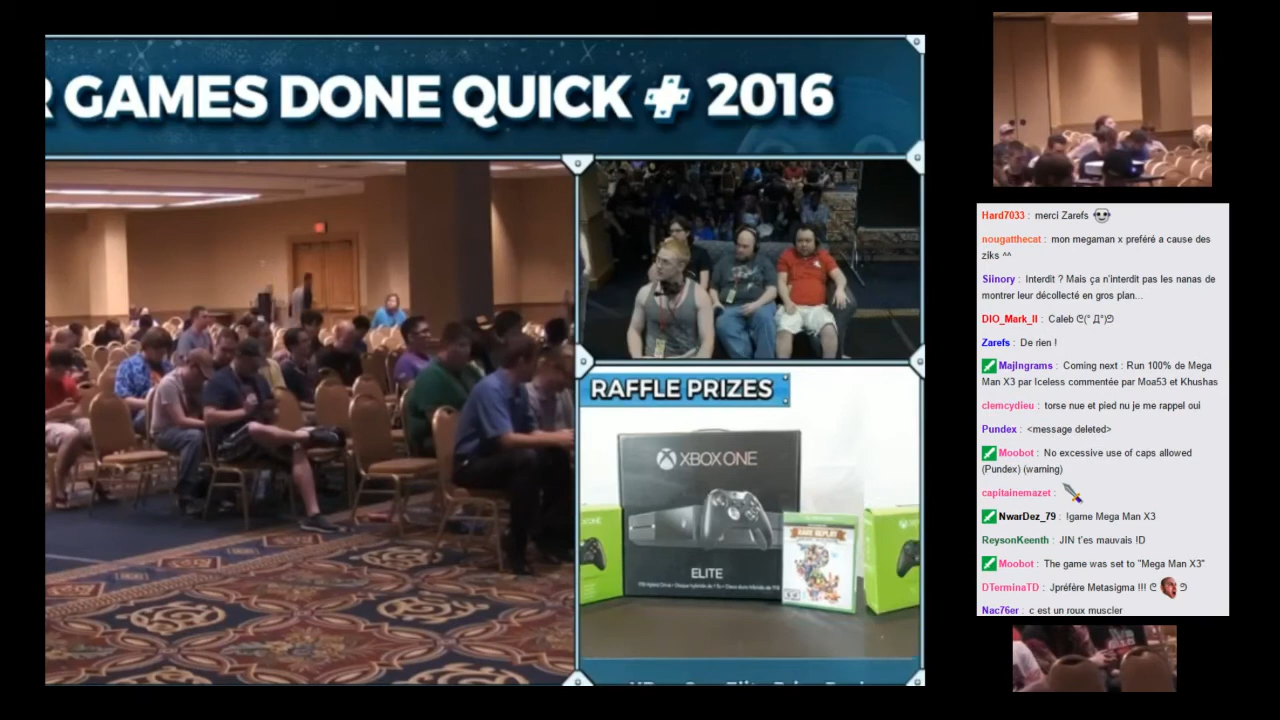 GAMES DONE QUICK # 2016
RAFFLE PRIZES
XBOX ONE
ELITE
RARE REPLAY
Hard7033 : merci Zarefs
nougatthecat : mon megaman x preferé a cause des
ziks ^^
Siinory : Interdit ? Mais ça n'interdit pas les nanas de
montrer leur décollecté en gros plan...
DIO_Mark_II : Caleb ᕙ(° Д°)ᕗ
Zarefs : De rien !
MajIngrams : Coming next : Run 100% de Mega
Man X3 par Iceless commentée par Moa53 et Khushas
clemcydieu : torse nue et pied nu je me rappel oui
Pundex : <message deleted>
Moobot : No excessive use of caps allowed
(Pundex) (warning)
capitainemazet :
NwarDez_79 : !game Mega Man X3
ReysonKeenth : JIN t'es mauvais !D
Moobot : The game was set to "Mega Man X3"
DTerminaTD : Jpréfère Metasigma !!!
Nac76er : c est un roux muscler